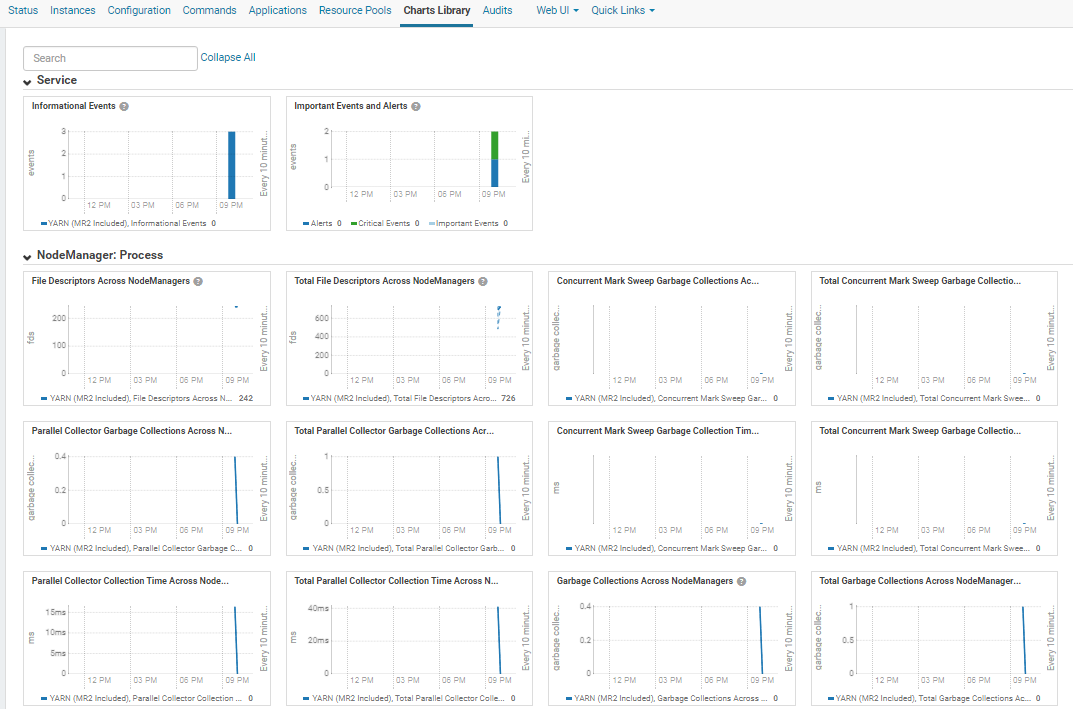 Status Instances Configuration Commands Applications Resource Pools Charts Library Audits Web UI Quick Links
Search Collapse All
Service
Informational Events ?
3
2
1
0
events
Every 10 minut...
12 PM 03 PM 06 PM 09 PM
YARN (MR2 Included), Informational Events 0
Important Events and Alerts ?
2
1
0
events
Every 10 mi...
12 PM 03 PM 06 PM 09 PM
Alerts 0 Critical Events 0 Important Events 0
NodeManager: Process
File Descriptors Across NodeManagers ?
200
100
0
fds
Every 10 minut...
12 PM 03 PM 06 PM 09 PM
YARN (MR2 Included), File Descriptors Across N... 242
Total File Descriptors Across NodeManagers ?
600
400
200
0
fds
Every 10 minut...
12 PM 03 PM 06 PM 09 PM
YARN (MR2 Included), Total File Descriptors Acro... 726
Concurrent Mark Sweep Garbage Collections Ac...
garbage collec...
Every 10 minut...
12 PM 03 PM 06 PM 09 PM
YARN (MR2 Included), Concurrent Mark Sweep Gar... 0
Total Concurrent Mark Sweep Garbage Collectio...
garbage collec...
Every 10 minut...
12 PM 03 PM 06 PM 09 PM
YARN (MR2 Included), Total Concurrent Mark Swee... 0
Parallel Collector Garbage Collections Across N...
0.4
0.2
0
garbage collec...
Every 10 minut...
12 PM 03 PM 06 PM 09 PM
YARN (MR2 Included), Parallel Collector Garbage C... 0
Total Parallel Collector Garbage Collections Acr...
1
0.5
0
garbage collec...
Every 10 minut...
12 PM 03 PM 06 PM 09 PM
YARN (MR2 Included), Total Parallel Collector Garb... 0
Concurrent Mark Sweep Garbage Collection Tim...
ms
Every 10 minut...
12 PM 03 PM 06 PM 09 PM
YARN (MR2 Included), Concurrent Mark Sweep Gar... 0
Total Concurrent Mark Sweep Garbage Collectio...
ms
Every 10 minut...
12 PM 03 PM 06 PM 09 PM
YARN (MR2 Included), Total Concurrent Mark Swee... 0
Parallel Collector Collection Time Across Node...
15ms
10ms
5ms
0
ms
Every 10 minut...
12 PM 03 PM 06 PM 09 PM
YARN (MR2 Included), Parallel Collector Collection ... 0
Total Parallel Collector Collection Time Across N...
40ms
20ms
0
ms
Every 10 minut...
12 PM 03 PM 06 PM 09 PM
YARN (MR2 Included), Total Parallel Collector Colle... 0
Garbage Collections Across NodeManagers ?
0.4
0.2
0
garbage collec...
Every 10 minut...
12 PM 03 PM 06 PM 09 PM
YARN (MR2 Included), Garbage Collections Across ... 0
Total Garbage Collections Across NodeManager...
1
0.5
0
garbage collec...
Every 10 minut...
12 PM 03 PM 06 PM 09 PM
YARN (MR2 Included), Total Garbage Collections Ac... 0